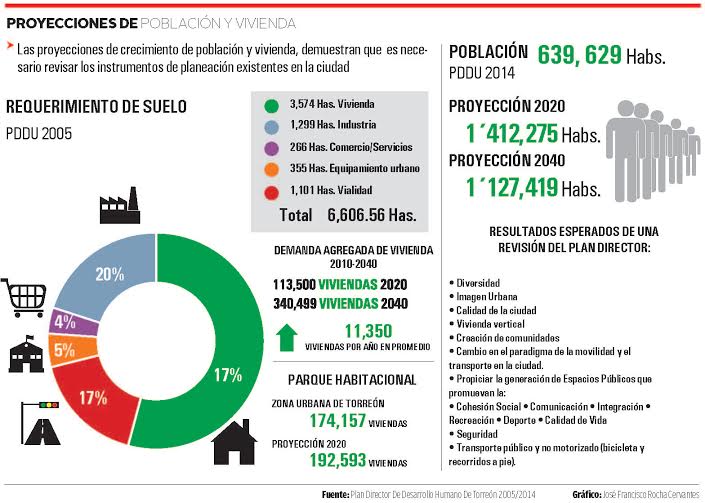 PROYECCIONES DE POBLACIÓN Y VIVIENDA
Las proyecciones de crecimiento de población y vivienda, demuestran que es nece-
sario revisar los instrumentos de planeación existentes en la ciudad
REQUERIMIENTO DE SUELO
PDDU 2005
3,574 Has. Vivienda
1,299 Has. Industria
266 Has. Comercio/Servicios
355 Has. Equipamiento urbano
1,101 Has. Vialidad
Total 6,606.56 Has.
20%
4%
5%
17%
17%
DEMANDA AGREGADA DE VIVIENDA
2010-2040
113,500 VIVIENDAS 2020
340,499 VIVIENDAS 2040
11,350
VIVIENDAS POR AÑO EN PROMEDIO
PARQUE HABITACIONAL
ZONA URBANA DE TORREÓN
174,157 VIVIENDAS
PROYECCIÓN 2020
192,593 VIVIENDAS
POBLACIÓN 639, 629 Habs.
PDDU 2014
PROYECCIÓN 2020
1´412,275 Habs.
PROYECCIÓN 2040
1´127,419 Habs.
RESULTADOS ESPERADOS DE UNA
REVISIÓN DEL PLAN DIRECTOR:
• Diversidad
• Imagen Urbana
• Calidad de la ciudad
• Vivienda vertical
• Creación de comunidades
• Cambio en el paradigma de la movilidad y el
transporte en la ciudad.
• Propiciar la generación de Espacios Públicos que
promuevan la:
• Cohesión Social • Comunicación • Integración •
Recreación • Deporte • Calidad de Vida
• Seguridad
• Transporte público y no motorizado (bicicleta y
recorridos a pie).
Fuente: Plan Director De Desarrollo Humano De Torreón 2005/2014
Gráfico: José Francisco Rocha Cervantes